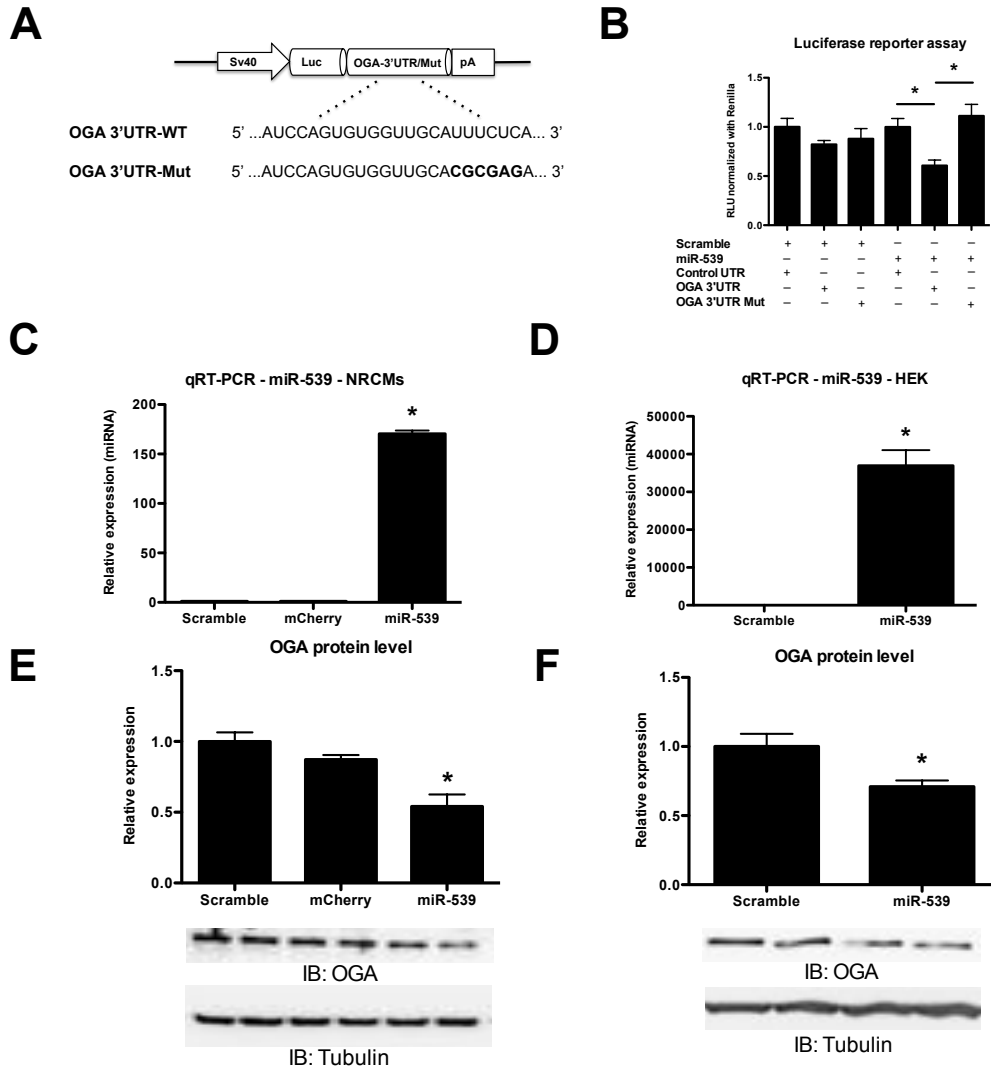 A
Sv40 Luc OGA-3'UTR/Mut pA
OGA 3'UTR-WT 5' ...AUCCAGUGUGGUUGCAUUUCUCA... 3'
OGA 3'UTR-Mut 5' ...AUCCAGUGUGGUUGCACGCGAGA... 3'
B
Luciferase reporter assay
RLU normalized with Renilla
1.5
1.0
0.5
0.0
* *
Scramble + + + – – –
miR-539 – – – + + +
Control UTR + – – + – –
OGA 3'UTR – + – – + –
OGA 3'UTR Mut – – + – – +
C
qRT-PCR - miR-539 - NRCMs
Relative expression (miRNA)
200
150
100
50
0
*
Scramble mCherry miR-539
D
qRT-PCR - miR-539 - HEK
Relative expression (miRNA)
50000
40000
30000
20000
10000
0
*
Scramble miR-539
E
OGA protein level
Relative expression
1.5
1.0
0.5
0.0
*
Scramble mCherry miR-539
IB: OGA
IB: Tubulin
F
OGA protein level
Relative expression
1.5
1.0
0.5
0.0
*
Scramble miR-539
IB: OGA
IB: Tubulin